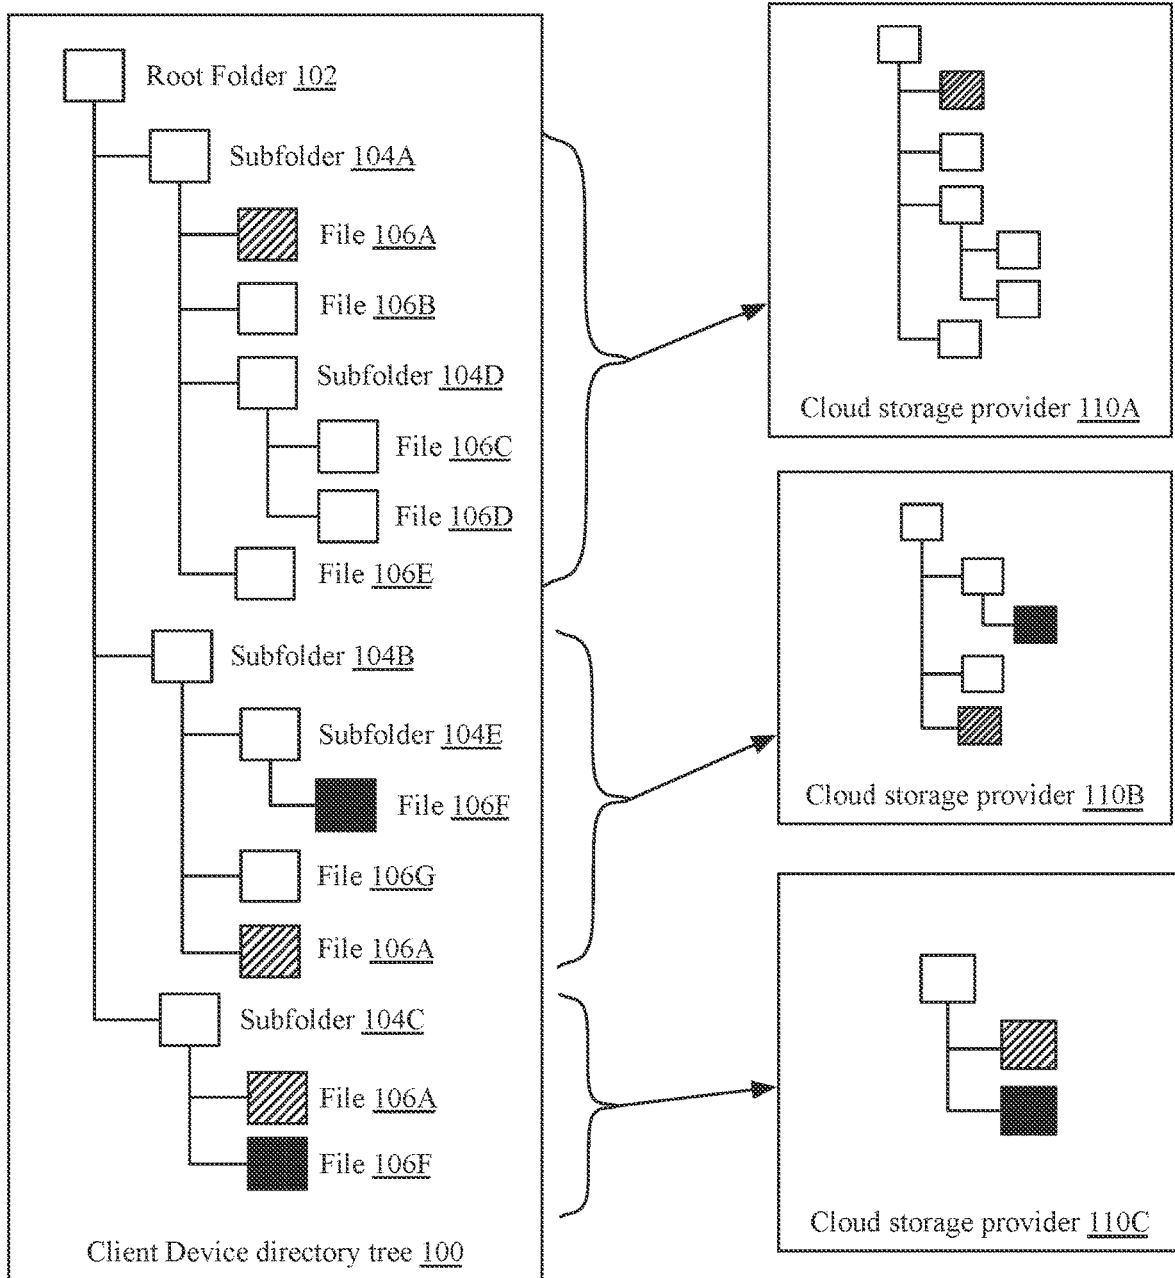 Root Folder 102
Subfolder 104A
File 106A
File 106B
Subfolder 104D
File 106C
File 106D
File 106E
Subfolder 104B
Subfolder 104E
File 106F
File 106G
File 106A
Subfolder 104C
File 106A
File 106F
Client Device directory tree 100
Cloud storage provider 110A
Cloud storage provider 110B
Cloud storage provider 110C